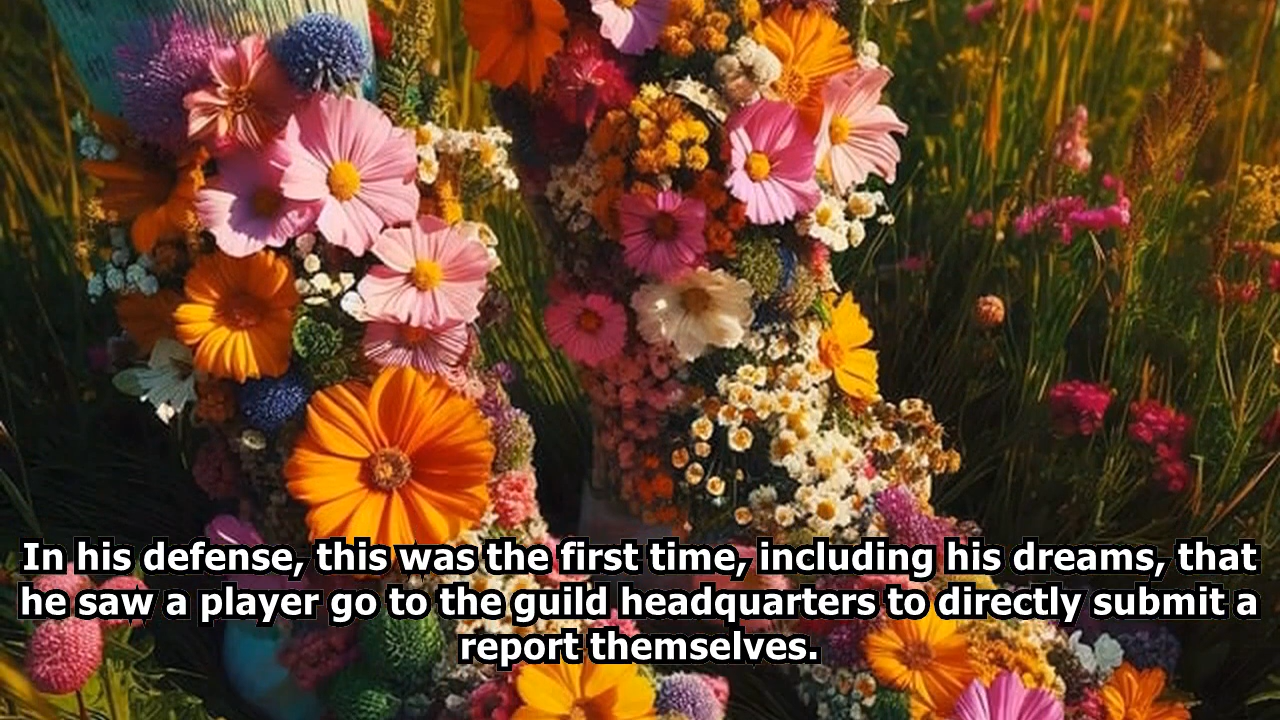 In his defense, this was the first time, including his dreams, that
he saw a player go to the guild headquarters to directly submit a
report themselves.